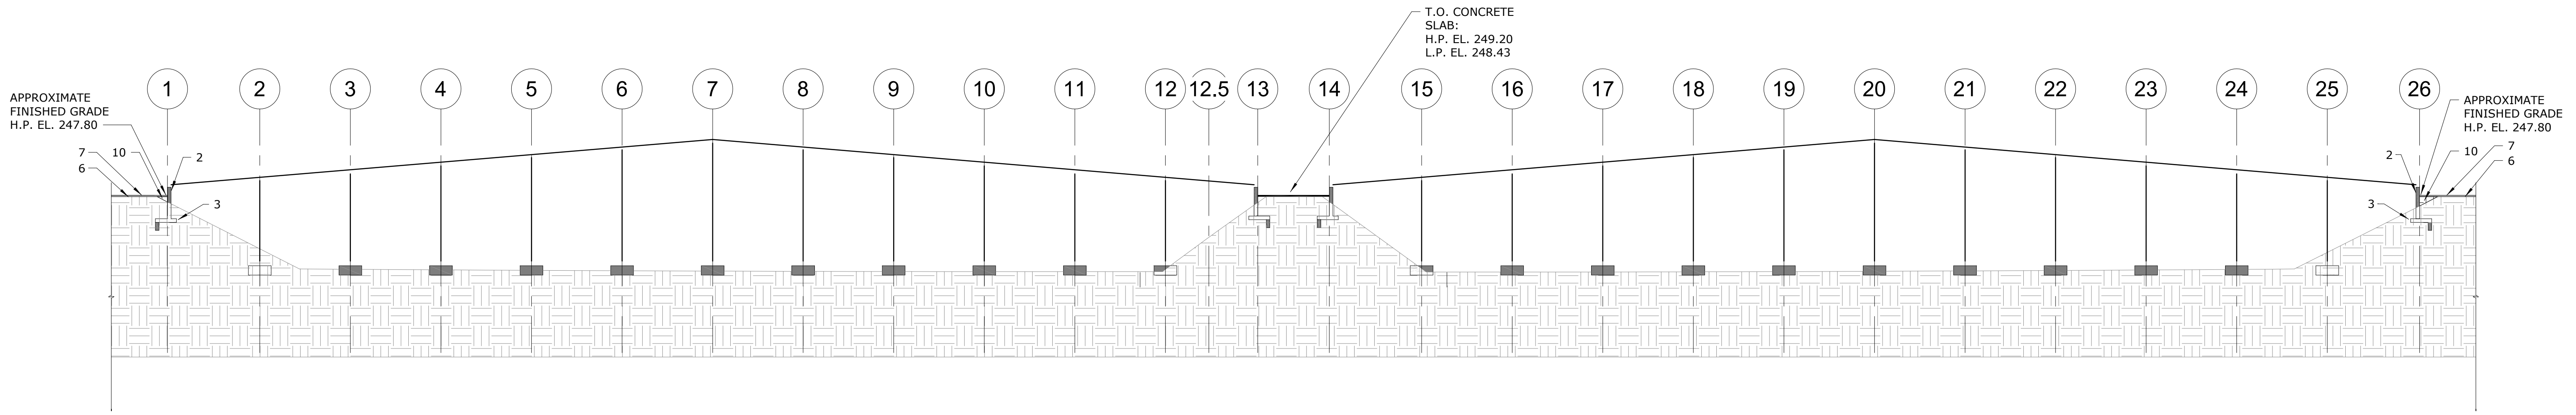 T.O. CONCRETE
SLAB:
H.P. EL. 249.20
L.P. EL. 248.43
1 2 3 4 5 6 7 8 9 10 11 12 12.5 13 14 15 16 17 18 19 20 21 22 23 24 25 26
APPROXIMATE
FINISHED GRADE
H.P. EL. 247.80
APPROXIMATE
FINISHED GRADE
H.P. EL. 247.80
7 10 2
6
3
2 10 7
6
3